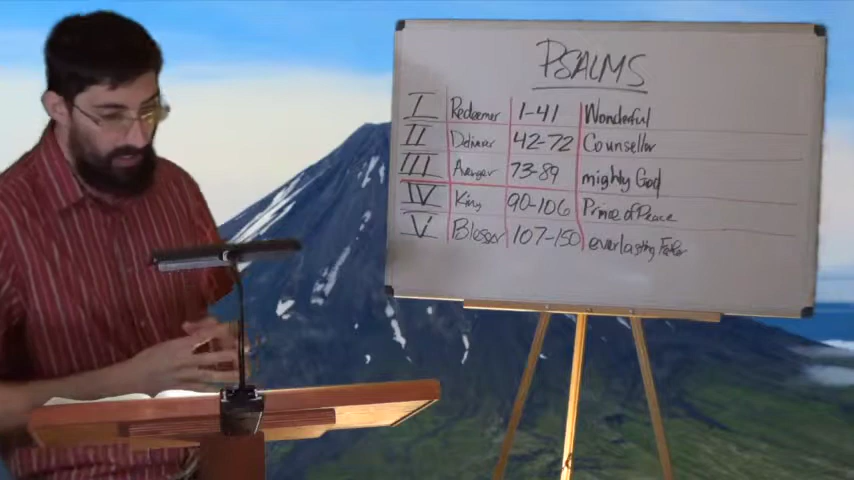 PSALMS
I Redeemer 1-41 Wonderful
II Deliverer 42-72 Counsellor
III Avenger 73-89 mighty God
IV King 90-106 Prince of Peace
V Blesser 107-150 everlasting Father